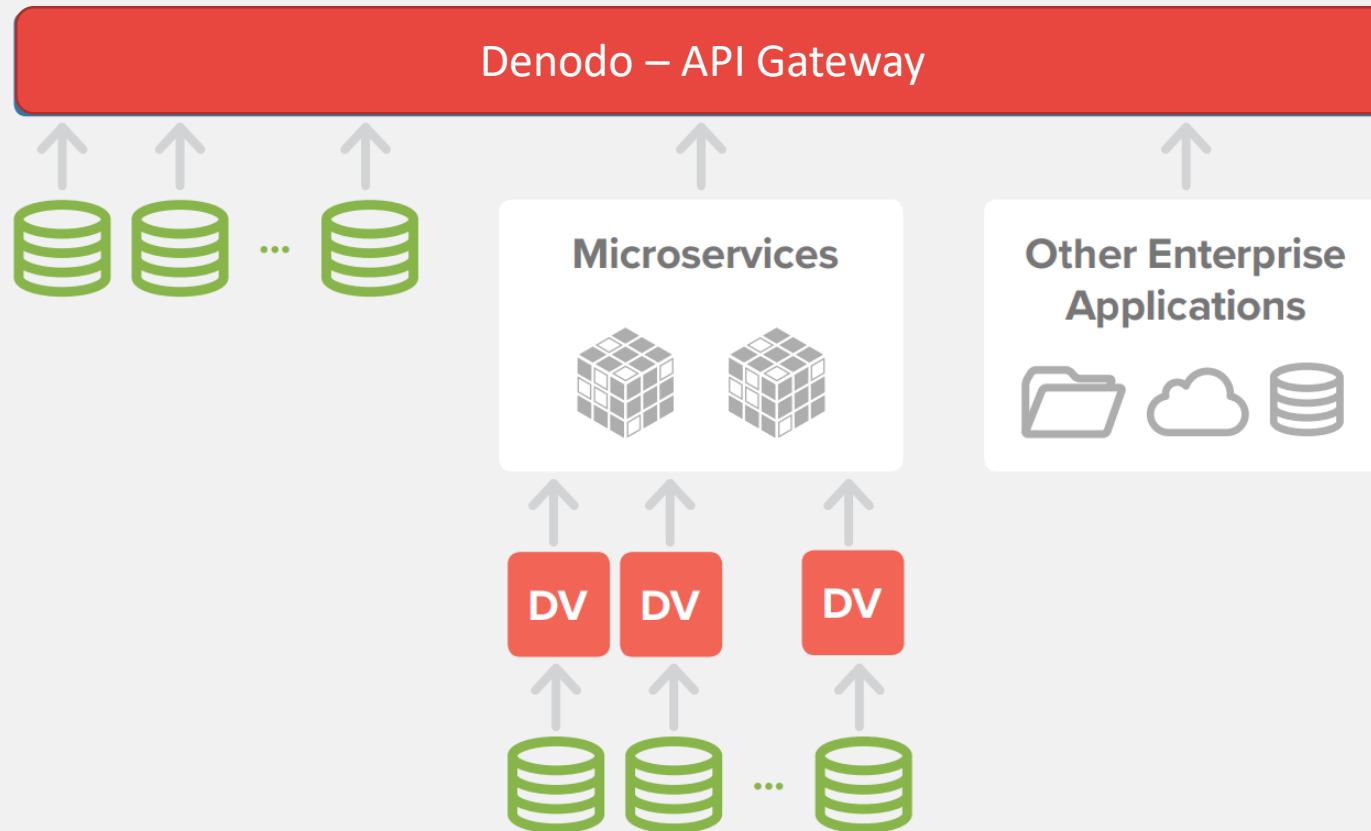 Denodo – API Gateway
...
Microservices
Other Enterprise
Applications
DV
DV
DV
...